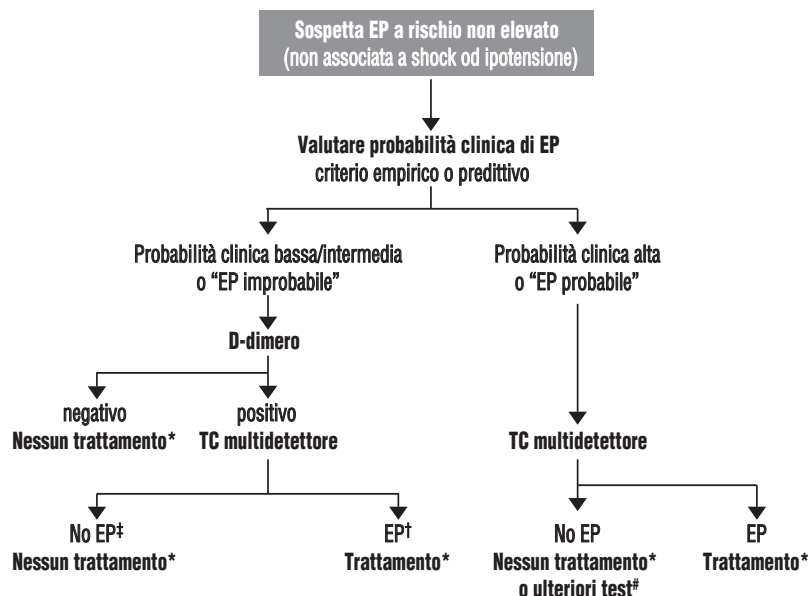 Sospetta EP a rischio non elevato
(non associata a shock od ipotensione)
Valutare probabilità clinica di EP
criterio empirico o predittivo
Probabilità clinica bassa/intermedia
o “EP improbabile”
Probabilità clinica alta
o “EP probabile”
D-dimero
negativo
Nessun trattamento*
positivo
TC multidetettore
TC multidetettore
No EP‡
Nessun trattamento*
EP†
Trattamento*
No EP
Nessun trattamento*
o ulteriori test#
EP
Trattamento*